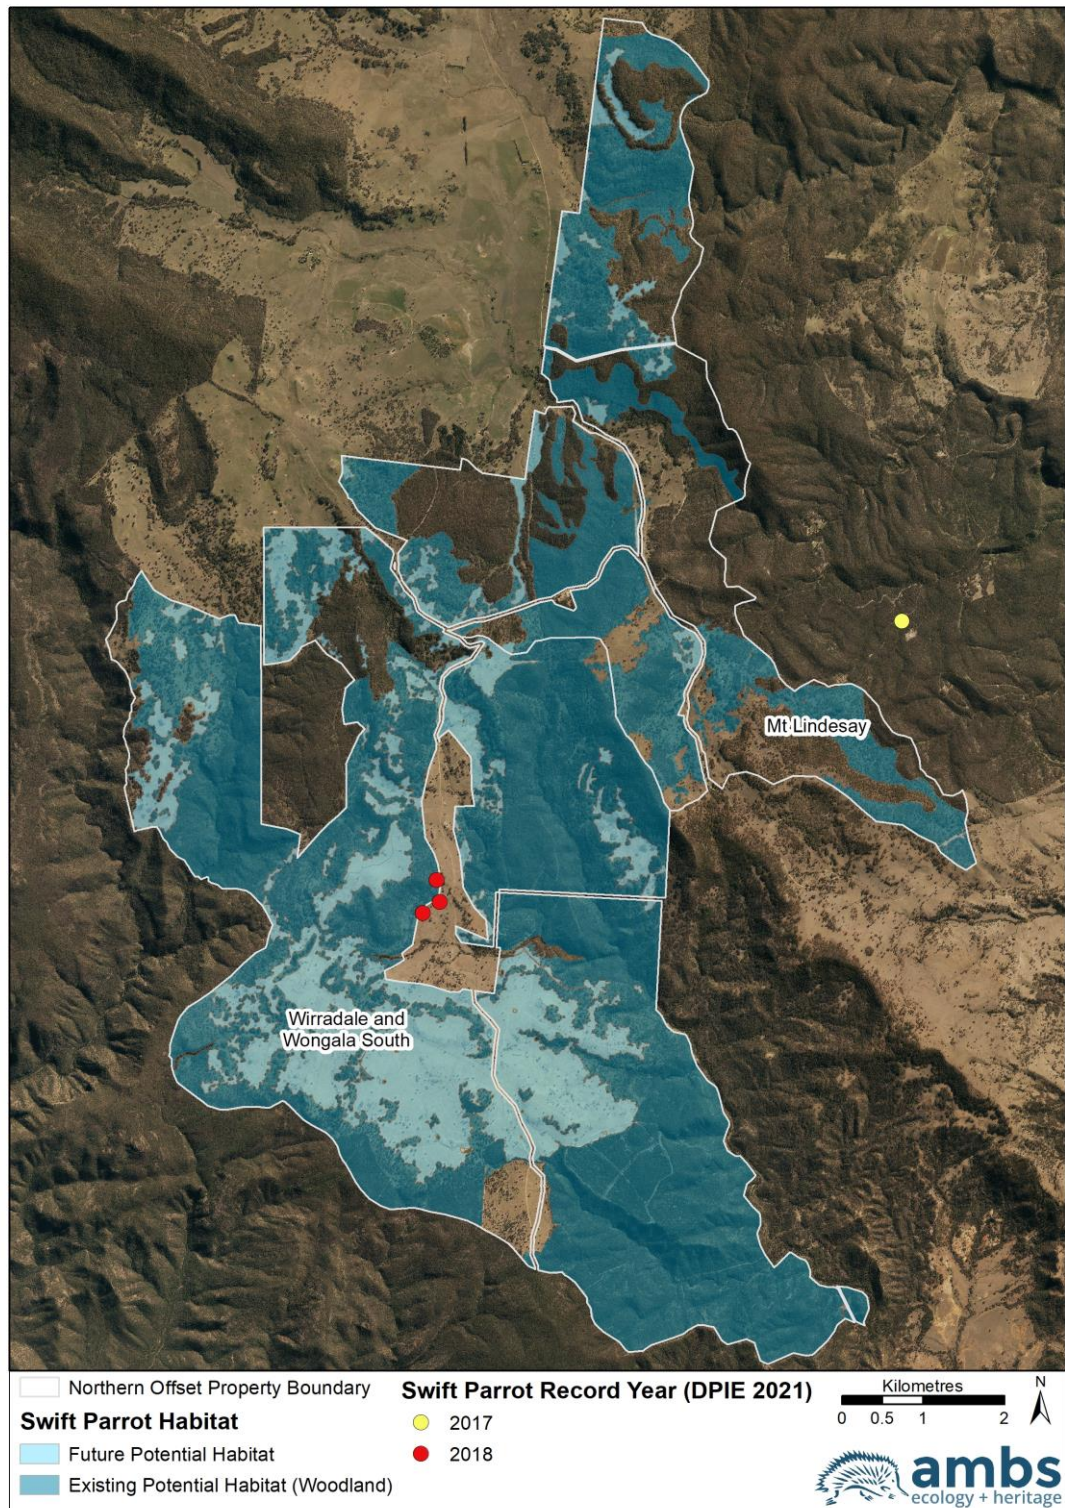 Mt Lindesay
Wirradale and
Wongala South
Northern Offset Property Boundary
Swift Parrot Habitat
Future Potential Habitat
Existing Potential Habitat (Woodland)
Swift Parrot Record Year (DPIE 2021)
2017
2018
Kilometres
0 0.5 1 2
N
ambs
ecology + heritage